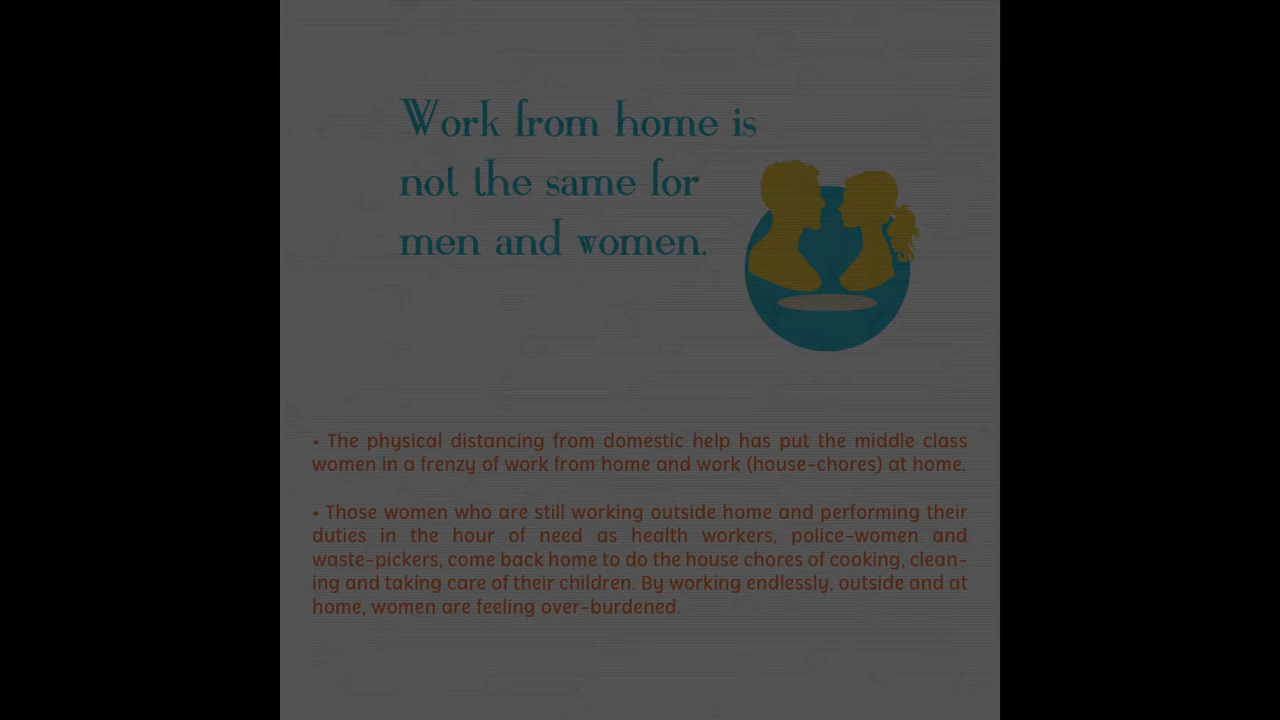 Work from home is
not the same for
men and women.
• The physical distancing from domestic help has put the middle class
women in a frenzy of work from home and work (house-chores) at home.
• Those women who are still working outside home and performing their
duties in the hour of need as health workers, police-women and
waste-pickers, come back home to do the house chores of cooking, clean-
ing and taking care of their children. By working endlessly, outside and at
home, women are feeling over-burdened.